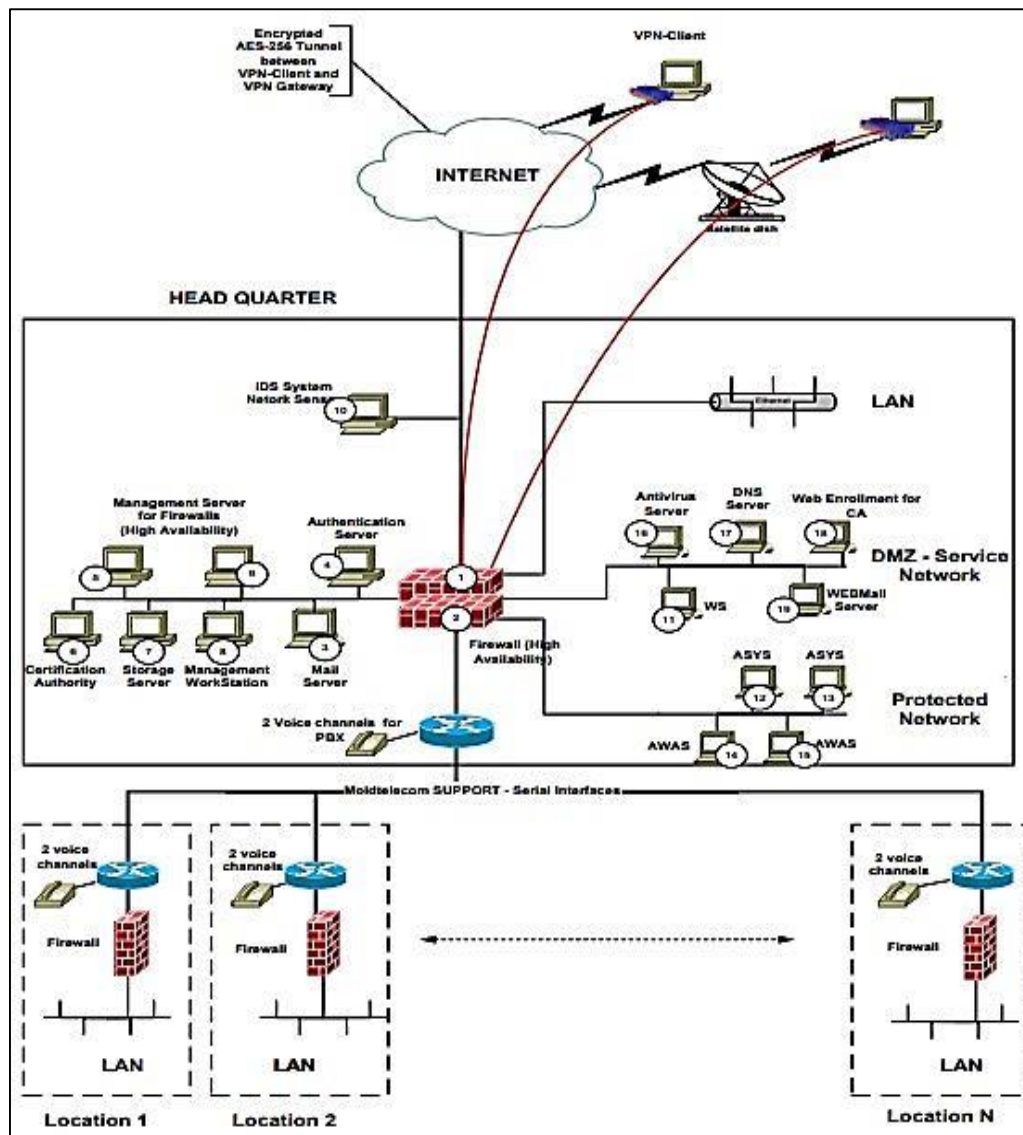 Encrypted
AES-256 Tunnel
between
VPN-Client and
VPN Gateway
VPN-Client
INTERNET
Satellite dish
HEAD QUARTER
IDS System
Netork Sensor
10
Ethernet
LAN
Management Server
for Firewalls
(High Availability)
Authentication
Server
5
4
1
2
Firewall (High
Availability)
6
7
8
3
Certification
Authority
Storage
Server
Management
WorkStation
Mail
Server
Antivirus
Server
DNS
Server
Web Enrollment for
CA
16
17
18
DMZ - Service
Network
11
WS
19
WEBMail
Server
ASYS
ASYS
12
13
Protected
Network
AWAS
14
15
AWAS
2 Voice channels for
PBX
Moldtelecom SUPPORT - Serial Interfaces
2 voice
channels
Firewall
LAN
Location 1
2 voice
channels
Firewall
LAN
Location 2
2 voice
channels
Firewall
LAN
Location N